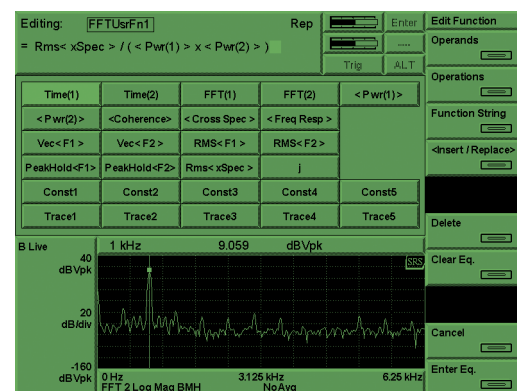 Editing: FFTUsrFn1 Rep Enter Edit Function
= Rms< xSpec > / ( < Pwr(1) > x < Pwr(2) > ) ---- Operands
Trig ALT
Operations
Time(1) Time(2) FFT(1) FFT(2) < Pwr(1)>
Function String
< Pwr(2)> <Coherence> < Cross Spec > < Freq Resp >
Vec< F1 > Vec< F2 > RMS< F1 > RMS< F2 >
<Insert / Replace>
PeakHold<F1> PeakHold<F2> Rms< xSpec > j
Const1 Const2 Const3 Const4 Const5
Trace1 Trace2 Trace3 Trace4 Trace5
Delete
B Live 1 kHz 9.059 dBVpk
40 SRS Clear Eq.
dBVpk
20
dB/div
Cancel
-160
dBVpk 0 Hz 3.125 kHz 6.25 kHz
Enter Eq.
FFT 2 Log Mag BMH NoAvg